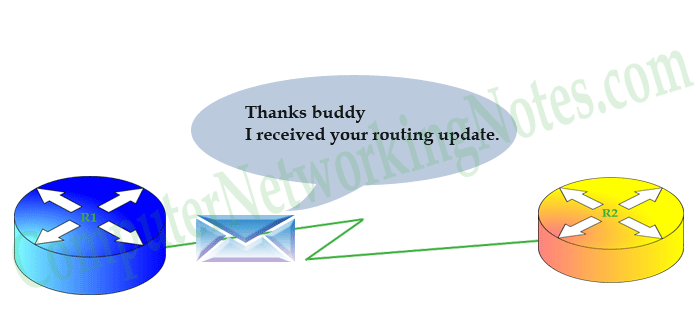 Thanks buddy
I received your routing update.
R1
R2
ComputerNetworkingNotes.com